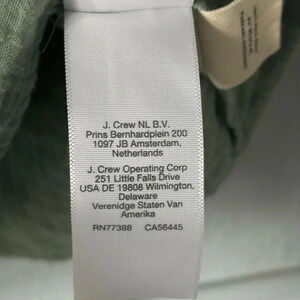 J. Crew NL B.V.
Prins Bernhardplein 200
1097 JB Amsterdam,
Netherlands
J. Crew Operating Corp
251 Little Falls Drive
USA DE 19808 Wilmington,
Delaware
Verenidge Staten Van
Amerika
RN77388 CA56445